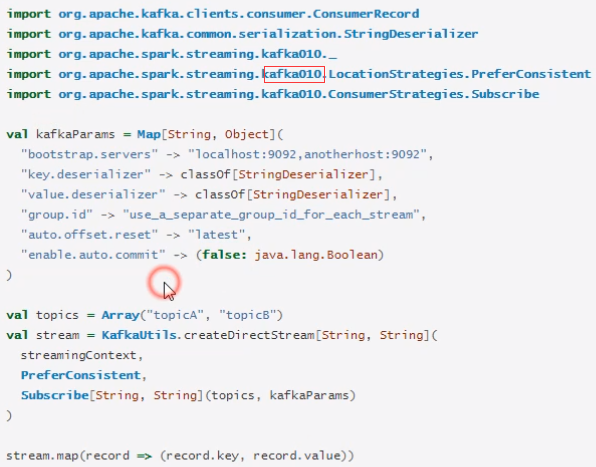 import org.apache.kafka.clients.consumer.ConsumerRecord
import org.apache.kafka.common.serialization.StringDeserializer
import org.apache.spark.streaming.kafka010._
import org.apache.spark.streaming.kafka010.LocationStrategies.PreferConsistent
import org.apache.spark.streaming.kafka010.ConsumerStrategies.Subscribe
val kafkaParams = Map[String, Object](
  "bootstrap.servers" -> "localhost:9092,anotherhost:9092",
  "key.deserializer" -> classOf[StringDeserializer],
  "value.deserializer" -> classOf[StringDeserializer],
  "group.id" -> "use_a_separate_group_id_for_each_stream",
  "auto.offset.reset" -> "latest",
  "enable.auto.commit" -> (false: java.lang.Boolean)
)
val topics = Array("topicA", "topicB")
val stream = KafkaUtils.createDirectStream[String, String](
  streamingContext,
  PreferConsistent,
  Subscribe[String, String](topics, kafkaParams)
)
stream.map(record => (record.key, record.value))